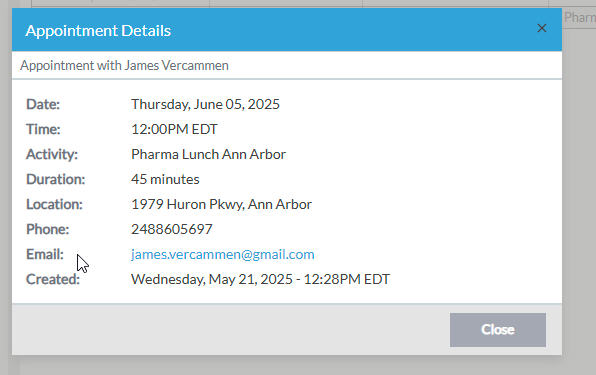 Pharm
Appointment Details
Appointment with James Vercammen
Date: Thursday, June 05, 2025
Time: 12:00PM EDT
Activity: Pharma Lunch Ann Arbor
Duration: 45 minutes
Location: 1979 Huron Pkwy, Ann Arbor
Phone: 2488605697
Email: james.vercammen@gmail.com
Created: Wednesday, May 21, 2025 - 12:28PM EDT
Close